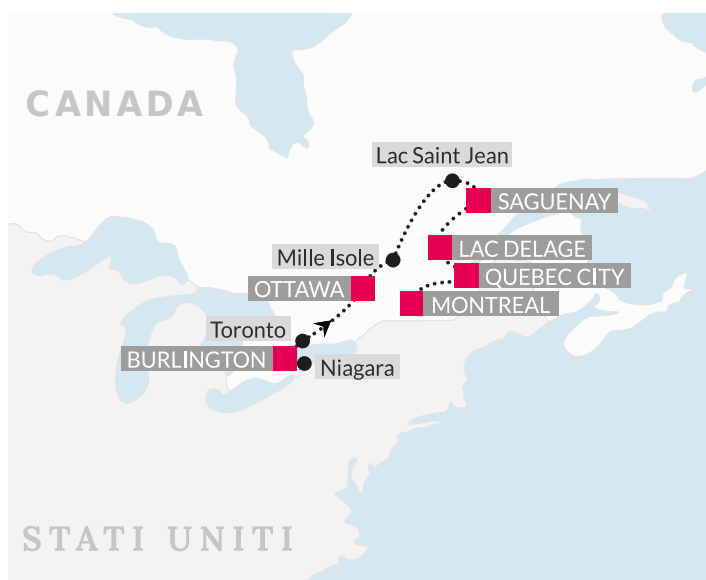 CANADA
Lac Saint Jean
SAGUENAY
LAC DELAGE
Mille Isole
QUEBEC CITY
OTTAWA
MONTREAL
Toronto
BURLINGTON
Niagara
STATI UNITI